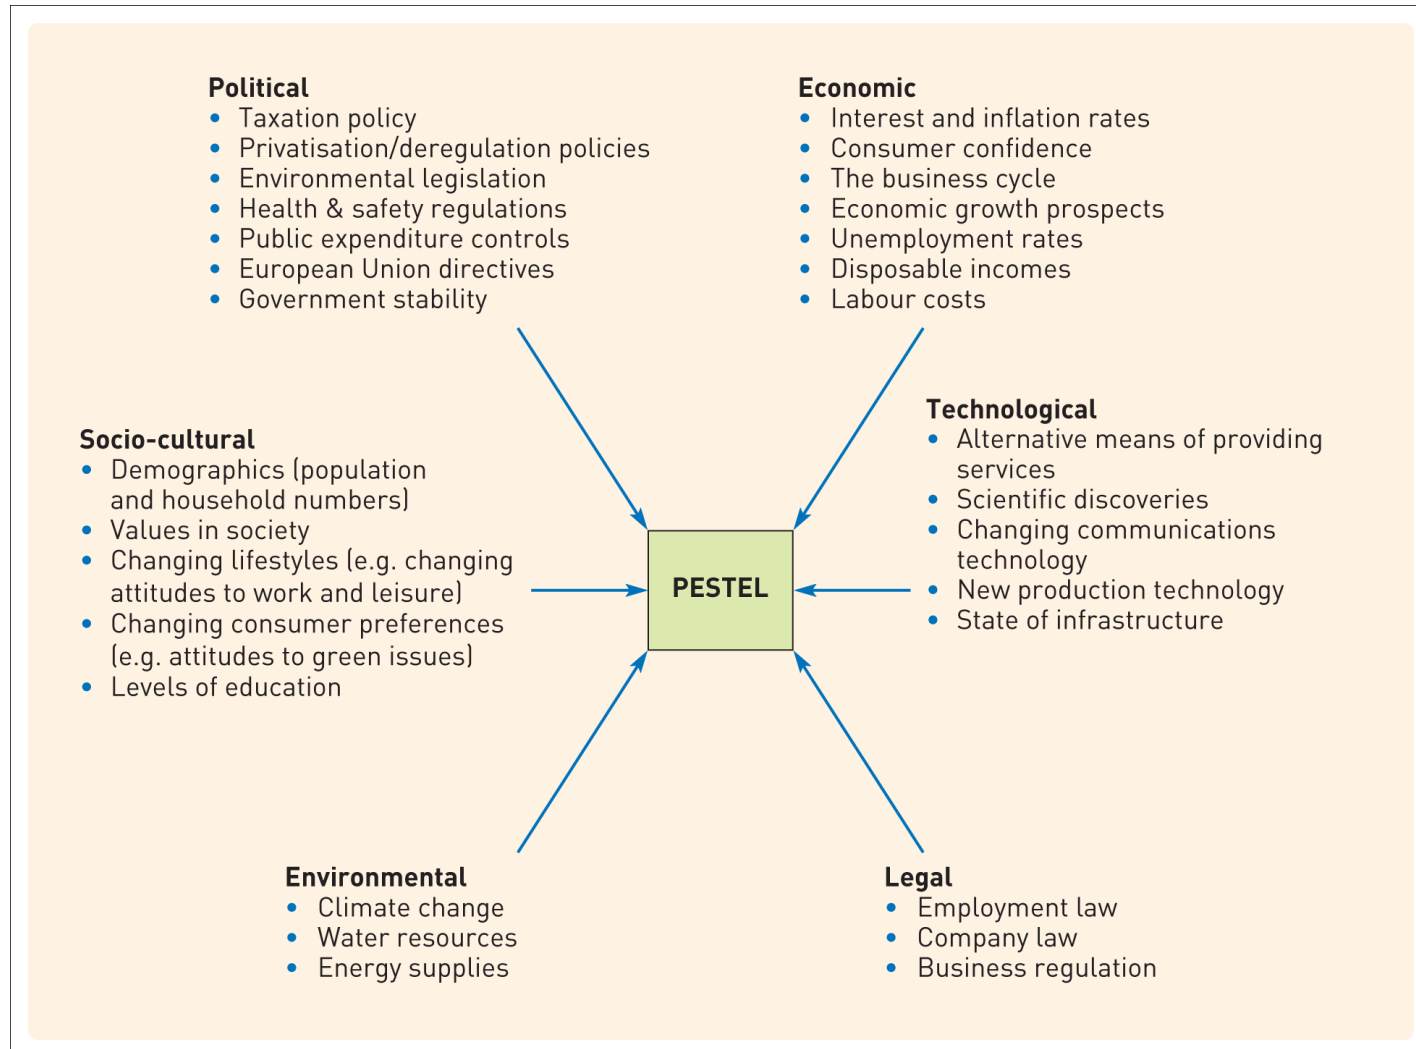 Political
• Taxation policy
• Privatisation/deregulation policies
• Environmental legislation
• Health & safety regulations
• Public expenditure controls
• European Union directives
• Government stability
Economic
• Interest and inflation rates
• Consumer confidence
• The business cycle
• Economic growth prospects
• Unemployment rates
• Disposable incomes
• Labour costs
Socio-cultural
• Demographics (population
and household numbers)
• Values in society
• Changing lifestyles (e.g. changing
attitudes to work and leisure)
• Changing consumer preferences
(e.g. attitudes to green issues)
• Levels of education
PESTEL
Technological
• Alternative means of providing
services
• Scientific discoveries
• Changing communications
technology
• New production technology
• State of infrastructure
Environmental
• Climate change
• Water resources
• Energy supplies
Legal
• Employment law
• Company law
• Business regulation